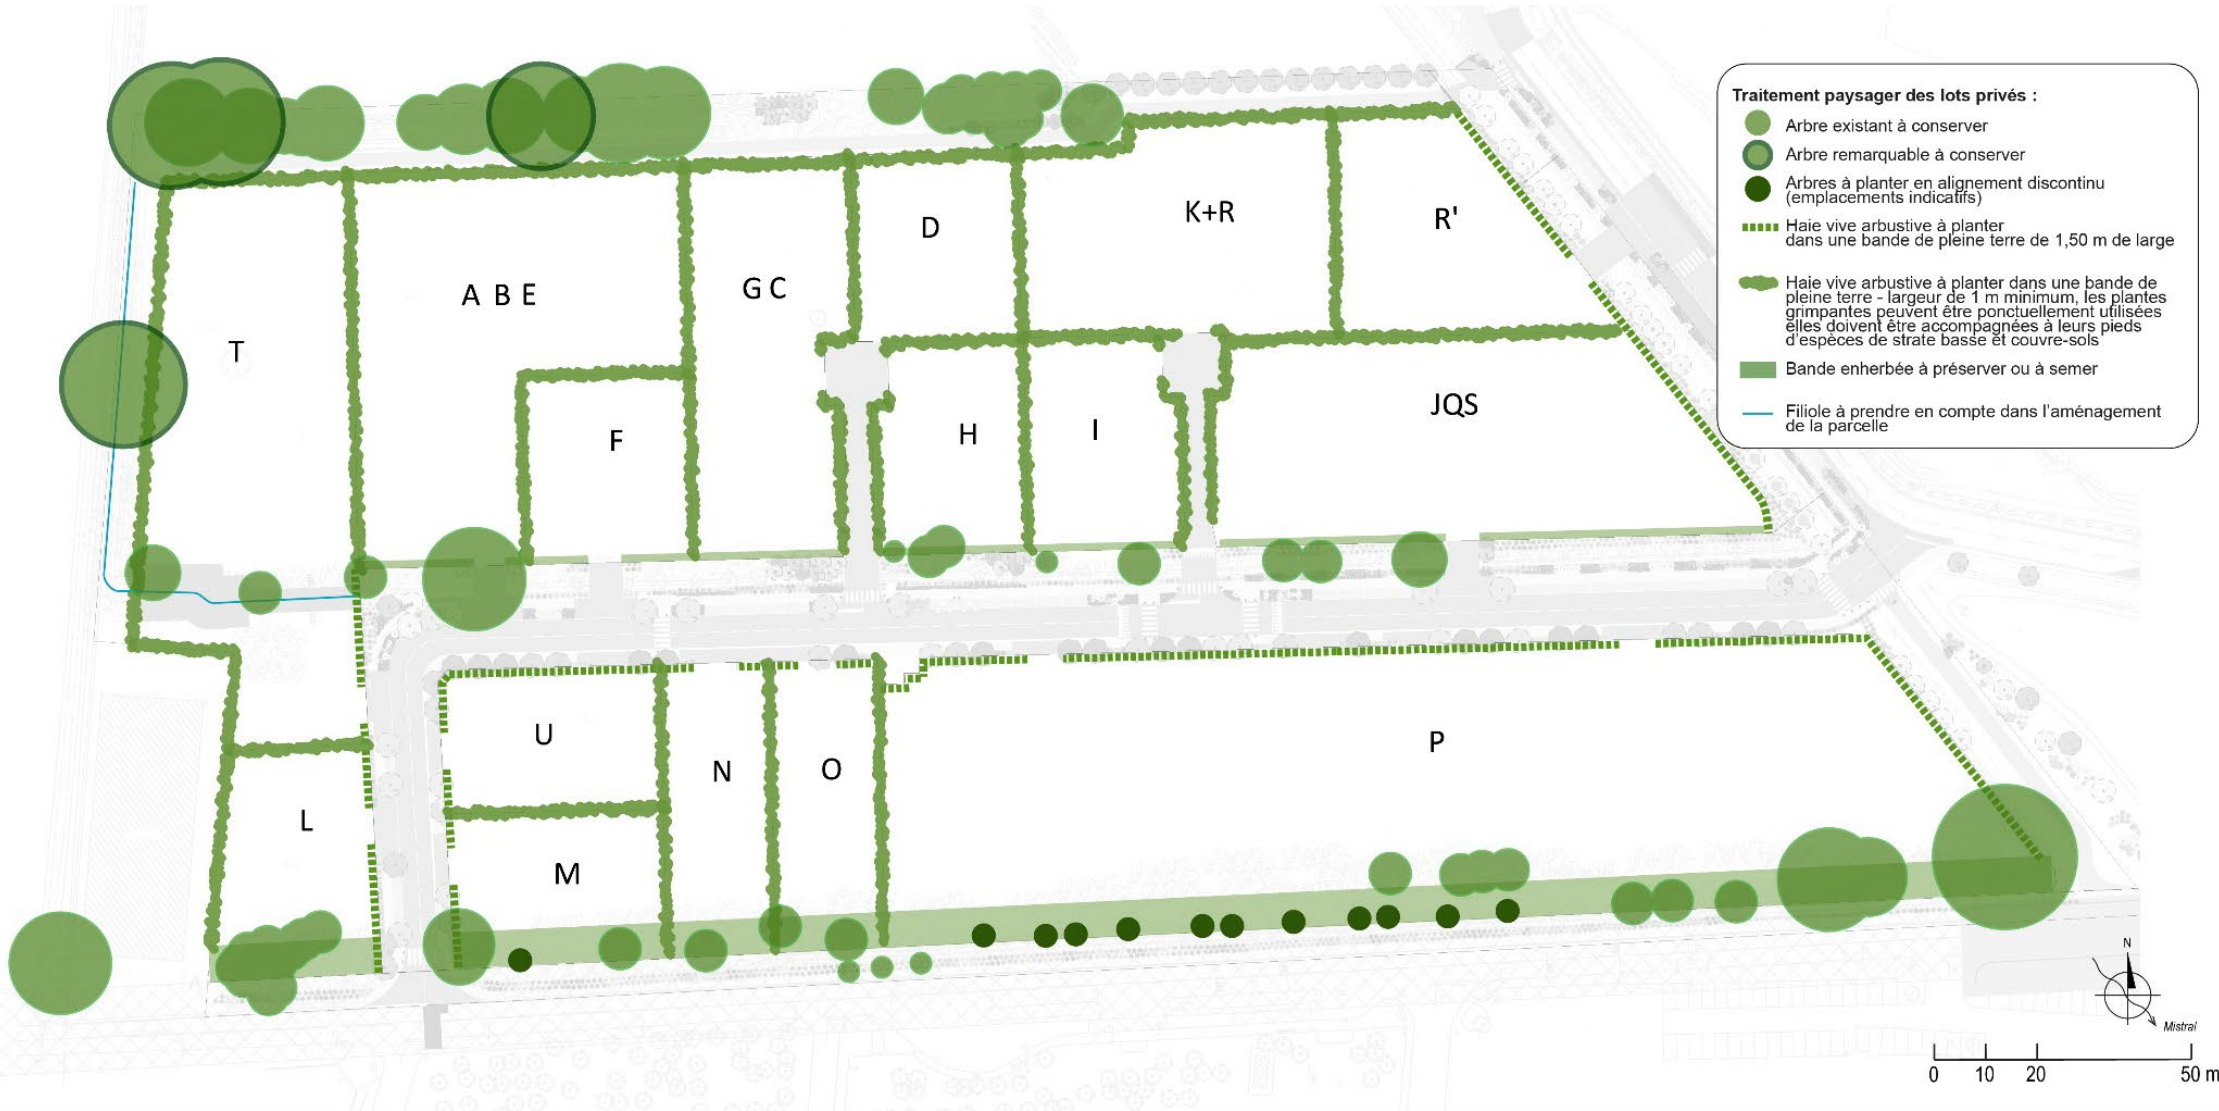 Traitement paysager des lots privés :
Arbre existant à conserver
Arbre remarquable à conserver
Arbres à planter en alignement discontinu
(emplacements indicatifs)
Haie vive arbustive à planter
dans une bande de pleine terre de 1,50 m de large
Haie vive arbustive à planter dans une bande de
pleine terre - largeur de 1 m minimum, les plantes
grimpantes peuvent être ponctuellement utilisées
elles doivent être accompagnées à leurs pieds
d'espèces de strate basse et couvre-sols
Bande enherbée à préserver ou à semer
Filiole à prendre en compte dans l'aménagement
de la parcelle
K+R
R'
D
G C
A B E
T
JQS
I
H
F
U
P
N
O
L
M
N
Mistral
0 10 20 50 m